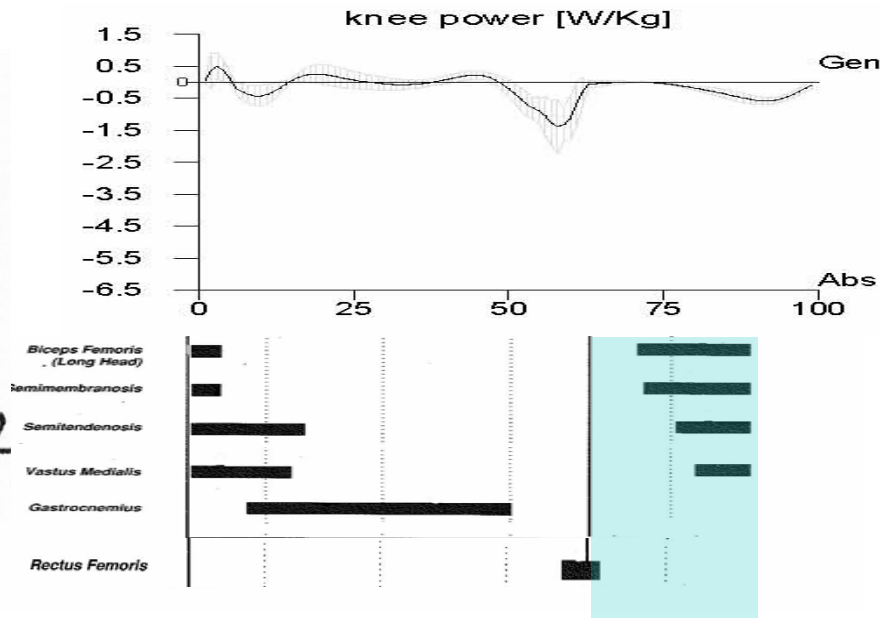 knee power [W/Kg]
1.5
0.5
0
-0.5
-1.5
-2.5
-3.5
-4.5
-5.5
-6.5
Gen
Abs
0 25 50 75 100
Biceps Femoris
(Long Head)
Semimembranosis
Semitendenosis
Vastus Medialis
Gastrocnemius
Rectus Femoris